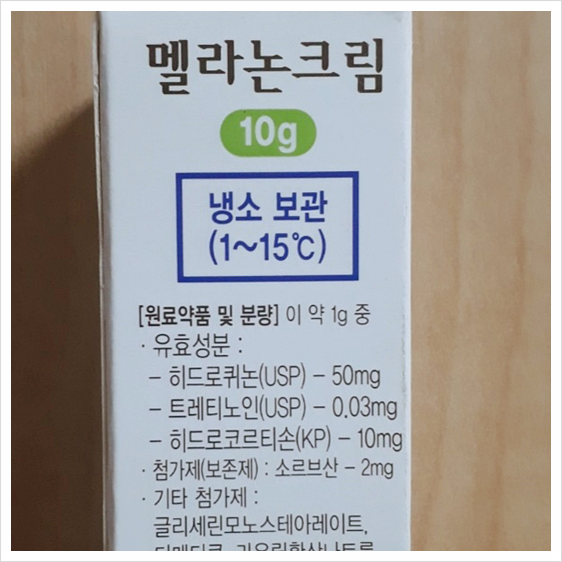 멜라논크림
10g
냉소 보관
(1~15℃)
[원료약품 및 분량] 이 약 1g 중
· 유효성분 :
– 히드로퀴논(USP) – 50mg
– 트레티노인(USP) – 0.03mg
– 히드로코르티손(KP) – 10mg
· 첨가제(보존제) : 소르브산 – 2mg
· 기타 첨가제 :
글리세린모노스테아레이트,